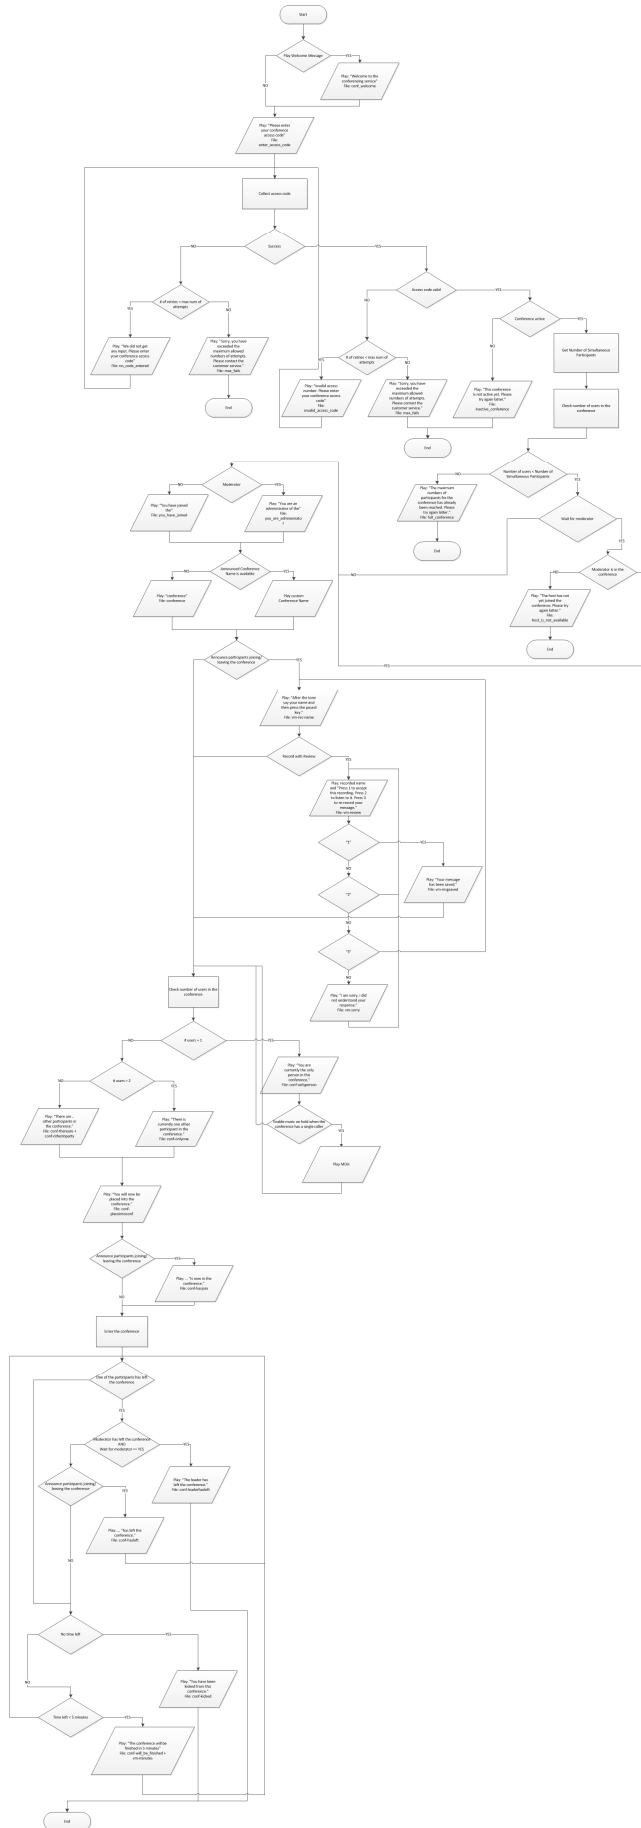 Start
Play Welcome Message
YES
NO
Play: "Welcome to the
conferencing service"
File: conf_welcome
Play: "Please enter
your conference
access code"
File:
enter_access_code
Collect access code
Success
NO
YES
# of retries < max num of
attempts
YES
NO
Play: "We did not get
any input. Please enter
your conference access
code"
File: no_code_entered
Play: "Sorry, you have
exceeded the
maximum allowed
numbers of attempts.
Please contact the
customer service."
File: max_fails
End
Access code valid
NO
YES
# of retries < max num of
attempts
YES
NO
Play: "Invalid access
number. Please enter
your conference access
code"
File:
invalid_access_code
Play: "Sorry, you have
exceeded the
maximum allowed
numbers of attempts.
Please contact the
customer service."
File: max_fails
End
Conference active
NO
YES
Play: "This conference
is not active yet. Please
try again latter."
File:
inactive_conference
Get Number of Simultaneous
Participants
Check number of users in the
conference
Number of users < Number of
Simultaneous Participants
NO
YES
Play: "The maximum
numbers of
participants for the
conference has already
been reached. Please
try again latter."
File: full_conference
End
Wait for moderator
NO
YES
Moderator is in the
conference
NO
YES
Play: "The host has not
yet joined the
conference. Please try
again latter."
File:
host_is_not_available
End
Moderator
NO
YES
Play: "You have joined
the"
File: you_have_joined
Play: "You are an
administrator of the"
File:
you_are_administrato
r
Announced Conference
Name is available
NO
YES
Play: "conference"
File: conference
Play custom
Conference Name
Announce participants joining/
leaving the conference
YES
Play: "After the tone
say your name and
then press the pound
key."
File: vm-rec-name
Record with Review
YES
Play: recorded name
and "Press 1 to accept
this recording. Press 2
to listen to it. Press 3
to re-record your
message."
File: vm-review
"1"
YES
NO
Play: "Your message
has been saved."
File: vm-msgsaved
"2"
NO
"3"
NO
Play: "I am sorry. I did
not understand your
response."
File: vm-sorry
Check number of users in the
conference
If users = 1
NO
YES
Play: "You are
currently the only
person in this
conference."
File: conf-onlyperson
Enable music on hold when the
conference has a single caller
YES
Play MOH
If users = 2
NO
YES
Play: "There are ...
other participants in
the conference."
File: conf-thereare +
conf-otherinparty
Play: "There is
currently one other
participant in the
conference."
File: conf-onlyone
Play: "You will now be
placed into the
conference."
File: conf-
placeintoconf
Announce participants joining/
leaving the conference
YES
NO
Play: ... "is now in the
conference."
File: conf-hasjoin
Enter the conference
One of the participants has left
the conference
YES
Moderator has left the conference
AND
Wait for moderator == YES
YES
Play: "The leader has
left the conference."
File: conf-leaderhasleft
Announce participants joining/
leaving the conference
YES
NO
Play: ... "has left the
conference."
File: conf-hasleft
No time left
YES
NO
Play: "You have been
kicked from this
conference."
File: conf-kicked
Time left < 5 minutes
YES
Play: "The conference will be
finished in 5 minutes"
File: conf-will_be_finished +
vm-minutes
End